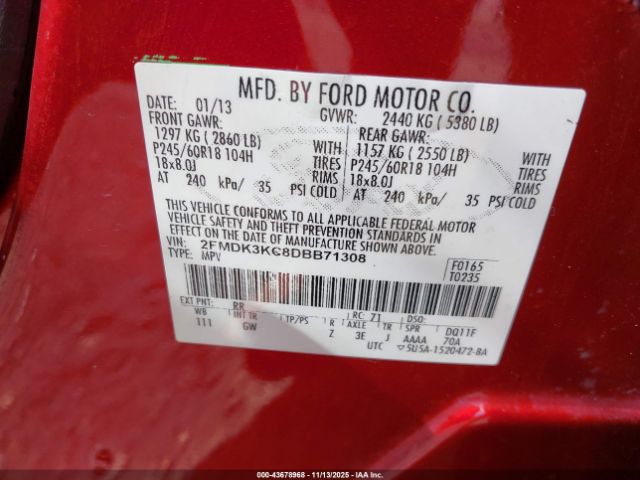 MFD. BY FORD MOTOR CO.
DATE: 01/13 GVWR: 2440 KG ( 5380 LB)
FRONT GAWR: REAR GAWR:
1297 KG ( 2860 LB) WITH 1157 KG ( 2550 LB) WITH
P245/60R18 104H TIRES P245/60R18 104H TIRES
18x8.0J RIMS 18x8.0J RIMS
AT 240 kPa/ 35 PSI COLD AT 240 kPa/ 35 PSI COLD
THIS VEHICLE CONFORMS TO ALL APPLICABLE FEDERAL MOTOR
VEHICLE SAFETY AND THEFT PREVENTION STANDARDS IN
EFFECT ON THE DATE OF MANUFACTURE SHOWN ABOVE.
VIN: 2FMDK3KC8DBB71308 F0165
TYPE: MPV T0235
EXT PNT: RR RC: 71 DSO:
WB INT TR TP/PS R AXLE TR SPR DQ11F
111 GW Z 3E J AAAA 70A
UTC ▽5U5A-1520472-BA
000-43678968 - 11/13/2025 - IAA Inc.